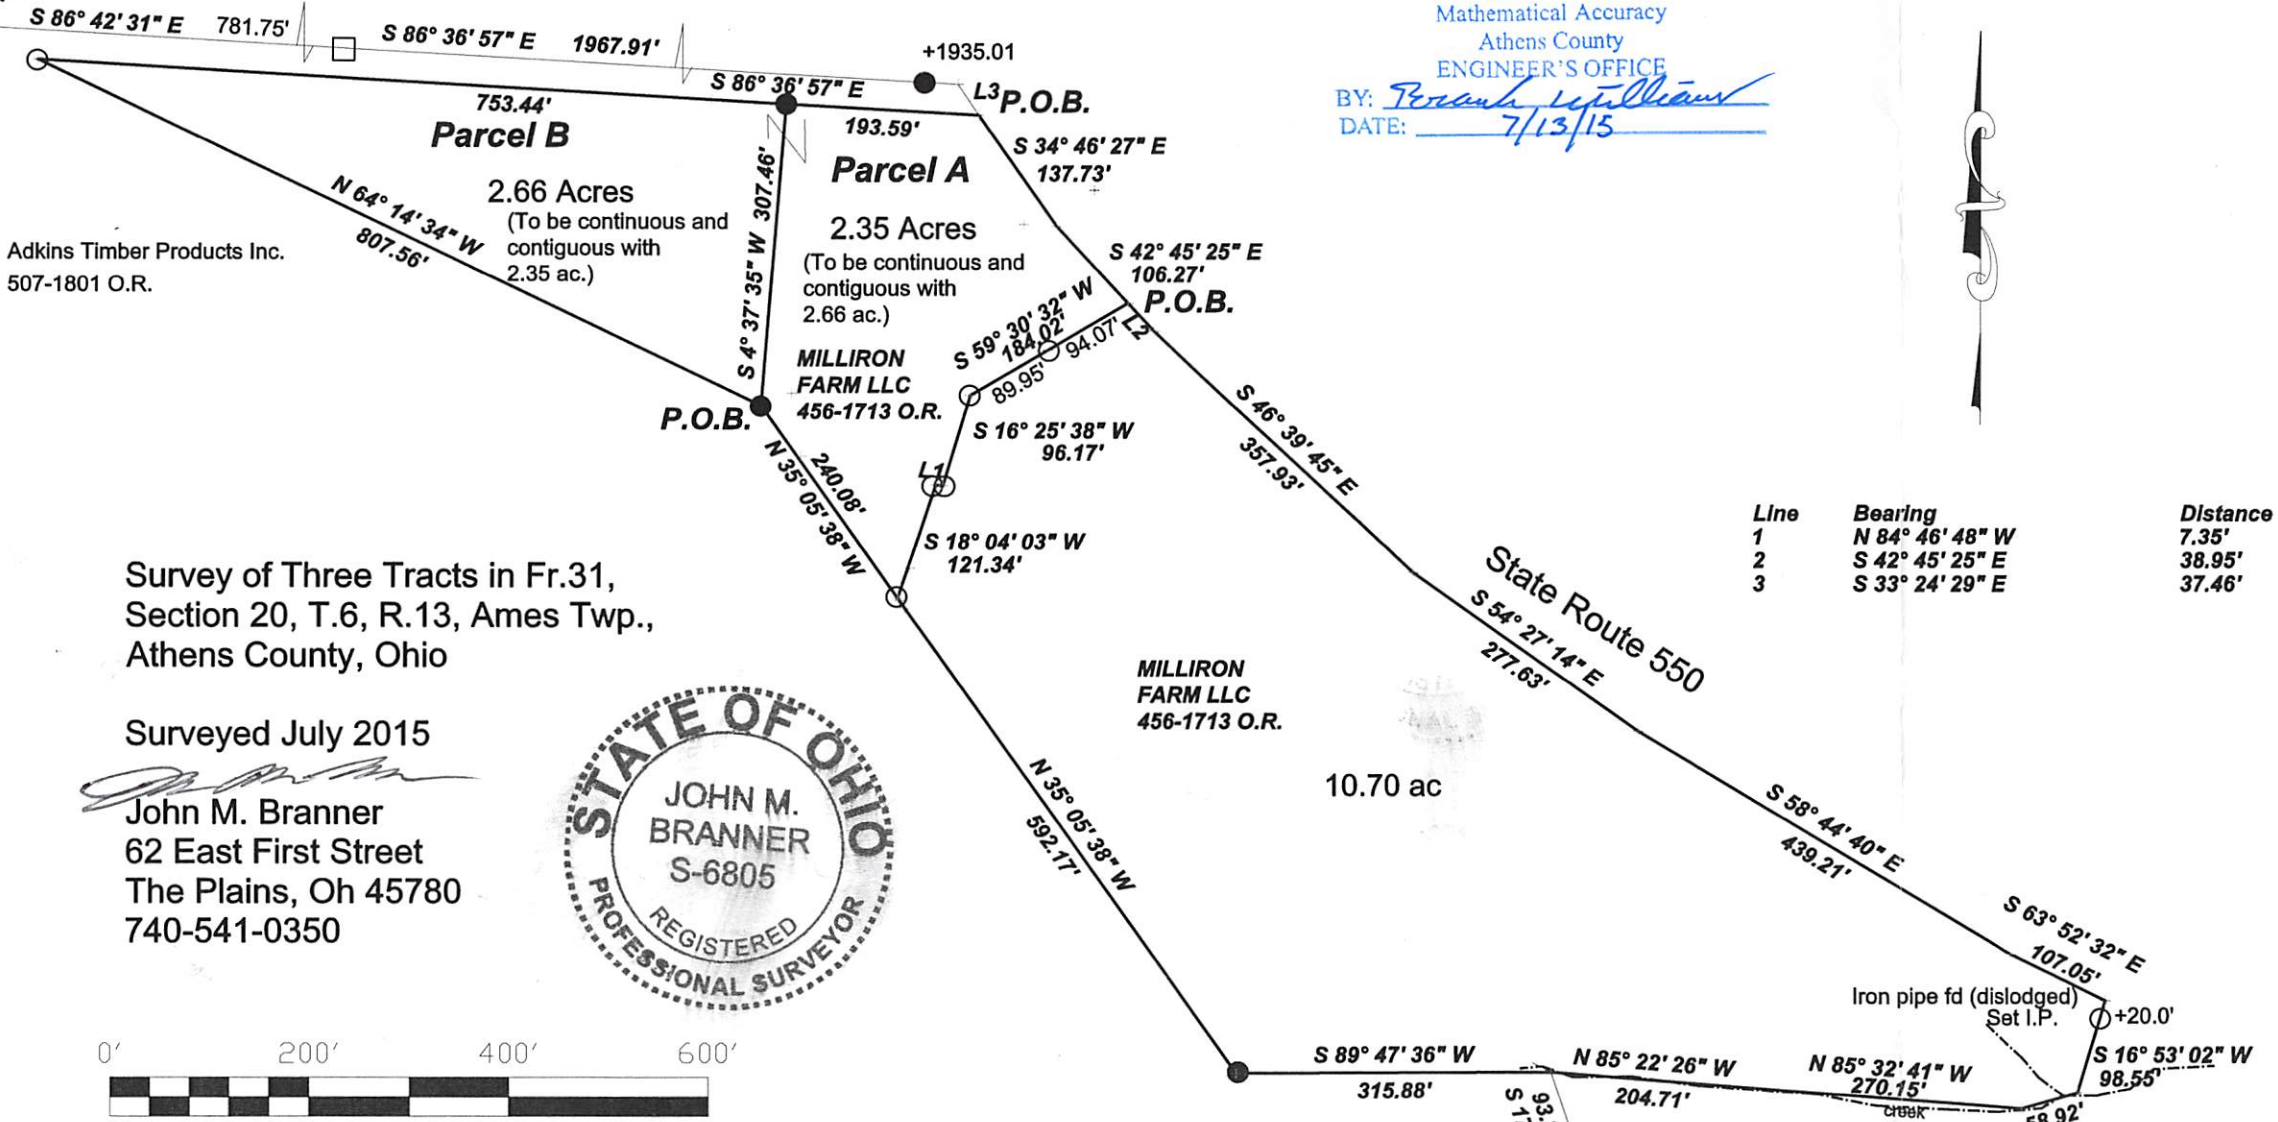 S 86° 42' 31" E 781.75'
S 86° 36' 57" E 1967.91'
+1935.01
S 86° 36' 57" E
L3
P.O.B.
753.44'
193.59'
Parcel B
2.66 Acres
(To be continuous and
contiguous with
2.35 ac.)
N 64° 14' 34" W
807.56'
Adkins Timber Products Inc.
507-1801 O.R.
S 4° 37' 35" W 307.46'
Parcel A
2.35 Acres
(To be continuous and
contiguous with
2.66 ac.)
MILLIRON
FARM LLC
456-1713 O.R.
P.O.B.
S 34° 46' 27" E
137.73'
S 42° 45' 25" E
106.27'
P.O.B.
L2
S 59° 30' 32" W
184.02'
94.07'
89.95'
S 16° 25' 38" W
96.17'
L1
S 18° 04' 03" W
121.34'
240.08'
N 35° 05' 38" W
Mathematical Accuracy
Athens County
ENGINEER'S OFFICE
BY:
DATE: 7/13/15
S 46° 39' 45" E
357.93'
Line Bearing Distance
1 N 84° 46' 48" W 7.35'
2 S 42° 45' 25" E 38.95'
3 S 33° 24' 29" E 37.46'
State Route 550
S 54° 27' 14" E
277.63'
MILLIRON
FARM LLC
456-1713 O.R.
10.70 ac
N 35° 05' 38" W
592.17'
S 58° 44' 40" E
439.21'
S 63° 52' 32" E
107.05'
Iron pipe fd (dislodged)
Set I.P.
+20.0'
S 16° 53' 02" W
98.55'
S 89° 47' 36" W
315.88'
N 85° 22' 26" W
204.71'
N 85° 32' 41" W
270.15'
creek
58.92'
Survey of Three Tracts in Fr.31,
Section 20, T.6, R.13, Ames Twp.,
Athens County, Ohio
Surveyed July 2015
John M. Branner
62 East First Street
The Plains, Oh 45780
740-541-0350
STATE OF OHIO
JOHN M.
BRANNER
S-6805
REGISTERED
PROFESSIONAL SURVEYOR
0' 200' 400' 600'